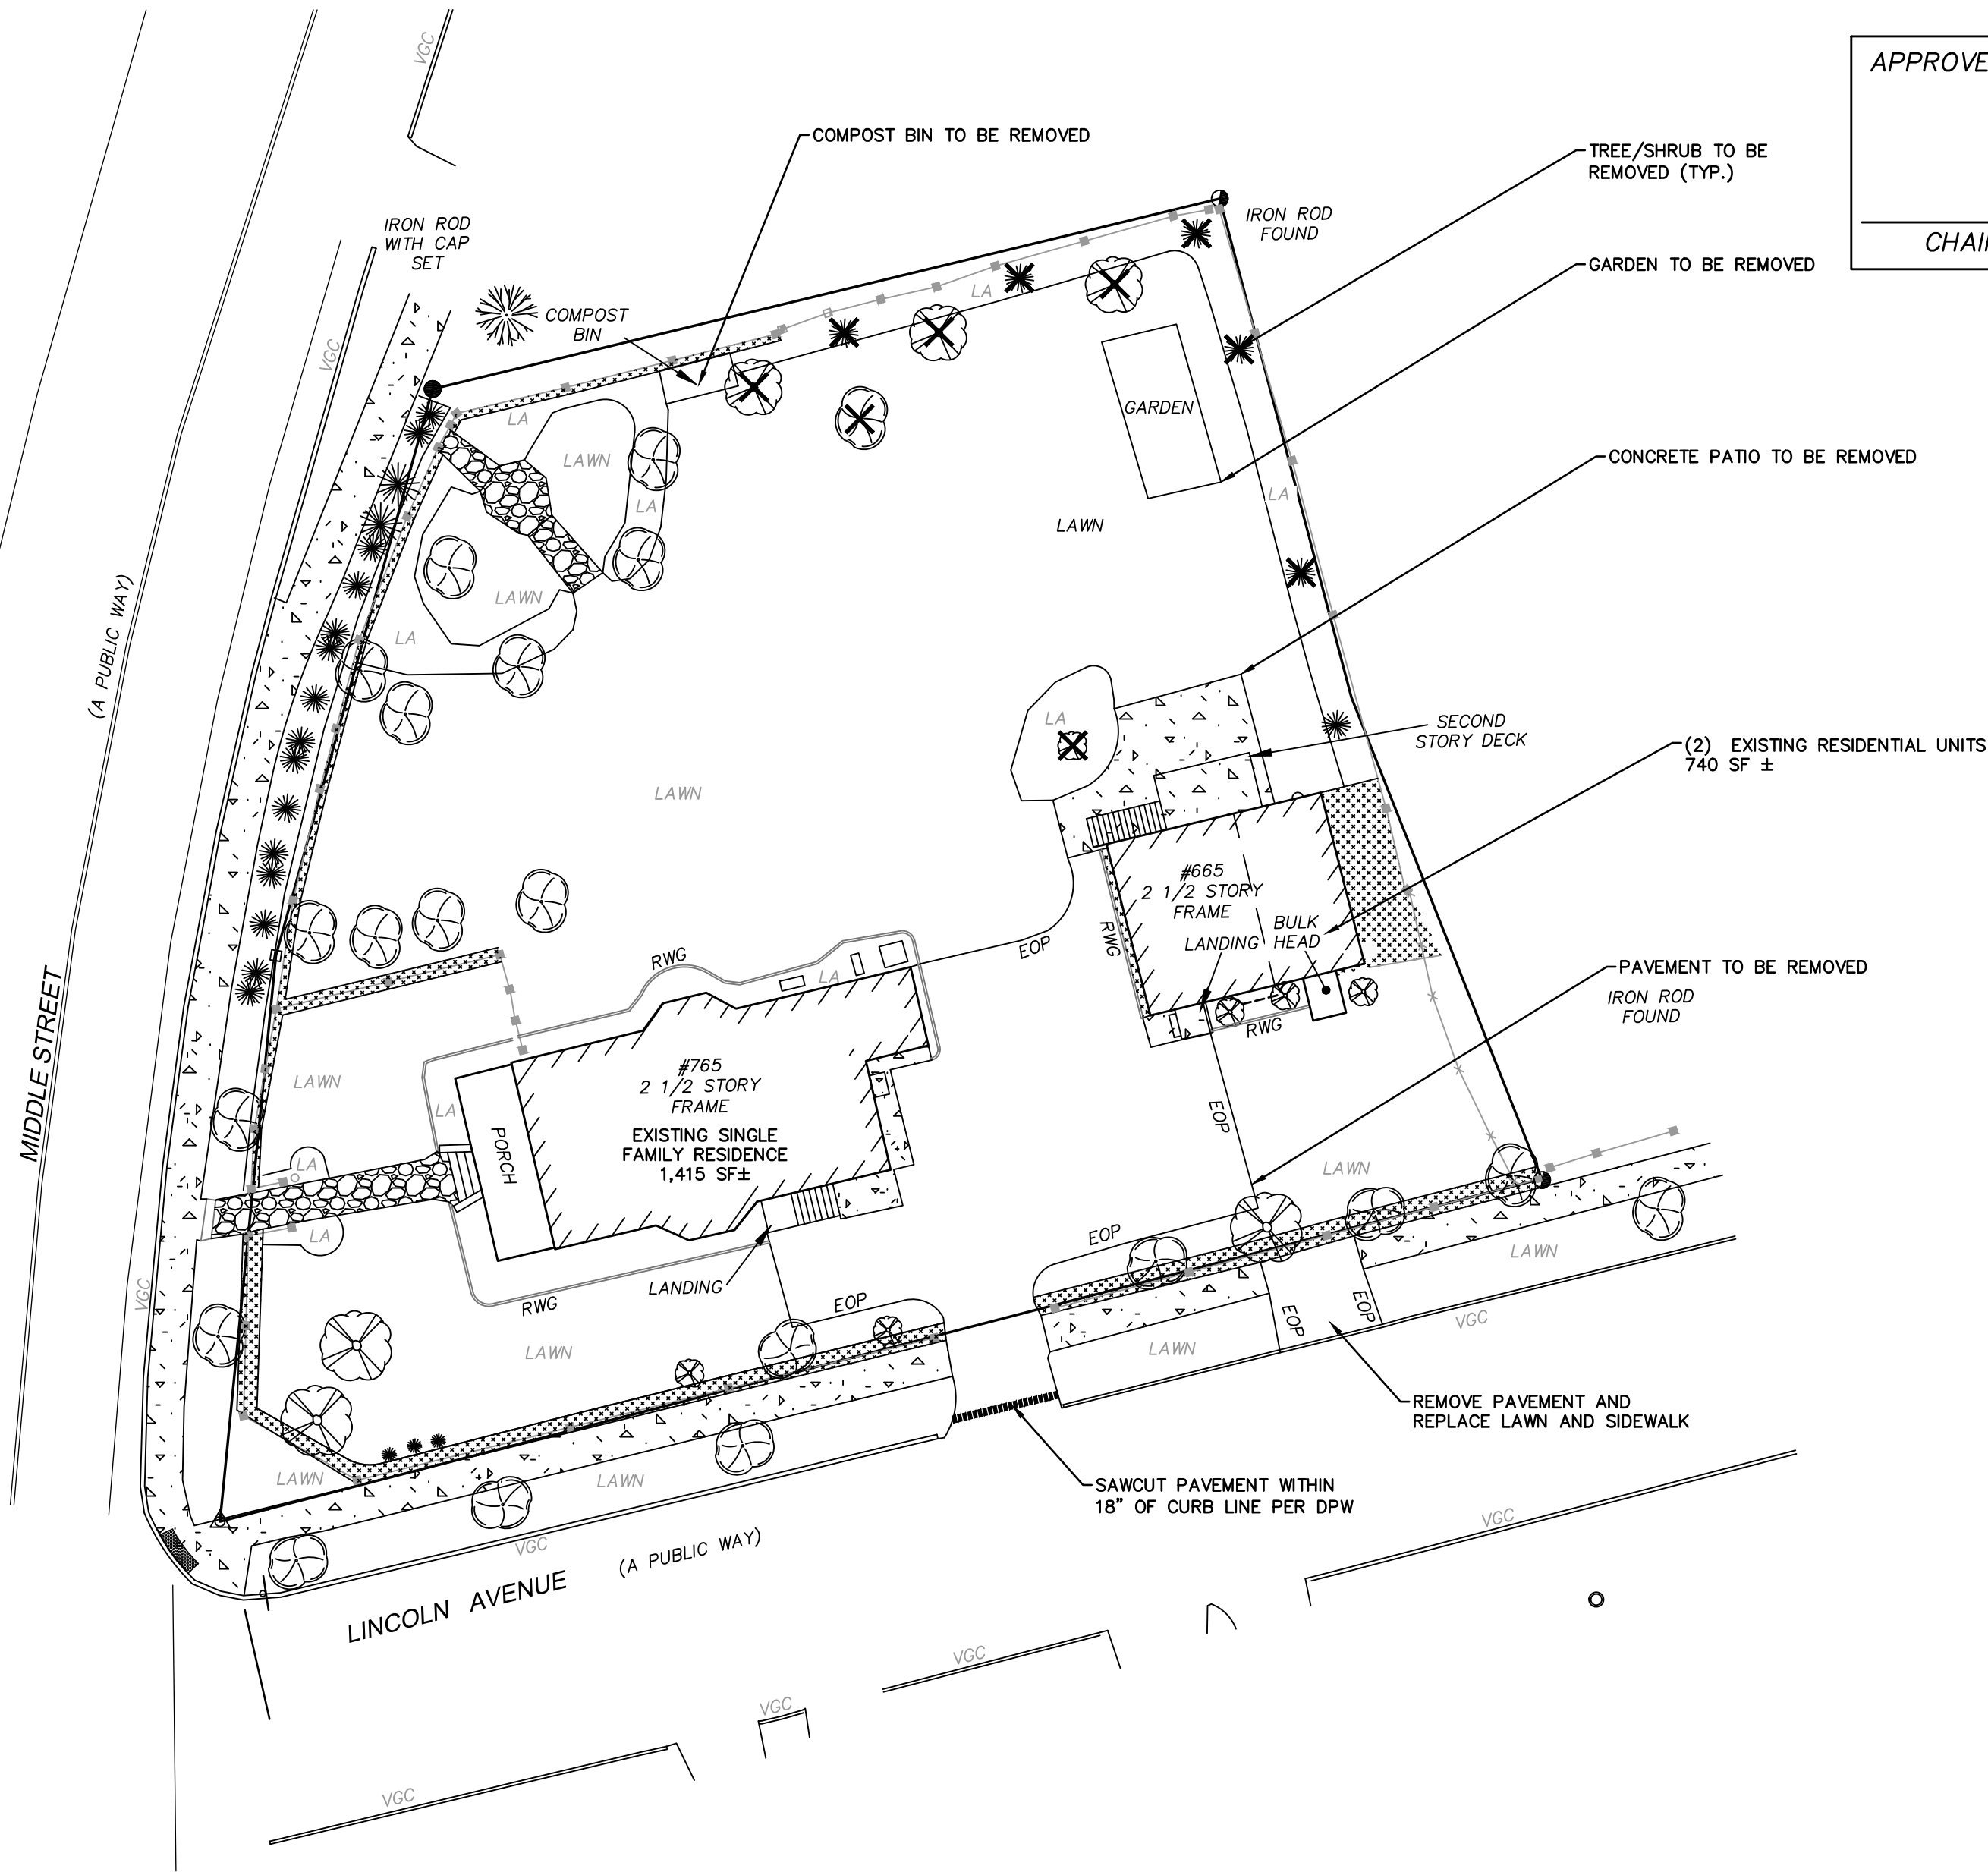 VGC
APPROVE
CHAI
COMPOST BIN TO BE REMOVED
TREE/SHRUB TO BE
REMOVED (TYP.)
IRON ROD
WITH CAP
SET
IRON ROD
FOUND
GARDEN TO BE REMOVED
COMPOST
BIN
LA
VGC
GARDEN
LA
LAWN
CONCRETE PATIO TO BE REMOVED
LA
LA
LAWN
LAWN
LA
(A PUBLIC WAY)
LA
SECOND
STORY DECK
(2) EXISTING RESIDENTIAL UNITS
740 SF ±
LAWN
#665
2 1/2 STORY
FRAME
BULK
HEAD
LANDING
RWG
EOP
RWG
LA
PAVEMENT TO BE REMOVED
IRON ROD
FOUND
RWG
MIDDLE STREET
LAWN
#765
2 1/2 STORY
FRAME
EXISTING SINGLE
FAMILY RESIDENCE
1,415 SF±
LA
PORCH
EOP
LA
LAWN
LA
EOP
LAWN
LANDING
RWG
EOP
VGC
EOP
EOP
VGC
LAWN
LAWN
REMOVE PAVEMENT AND
REPLACE LAWN AND SIDEWALK
LAWN
LAWN
SAWCUT PAVEMENT WITHIN
18" OF CURB LINE PER DPW
VGC
VGC
(A PUBLIC WAY)
LINCOLN AVENUE
VGC
VGC
VGC